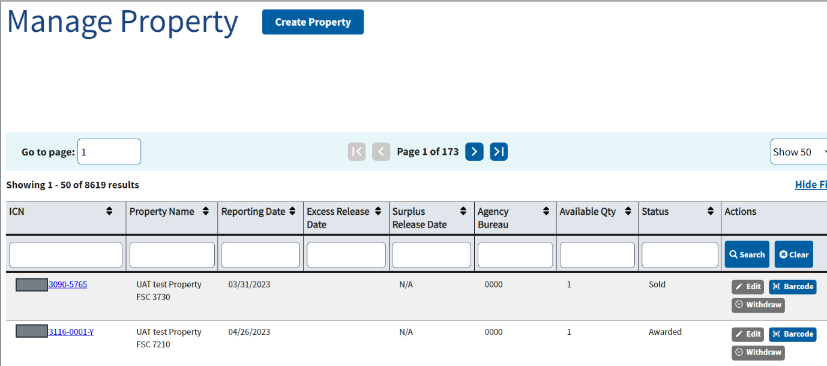 Manage Property
Create Property
Go to page: 1
Page 1 of 173
Show 50
Showing 1 - 50 of 8619 results
Hide Fi
ICN Property Name Reporting Date Excess Release Date Surplus Release Date Agency Bureau Available Qty Status Actions
Search Clear
3090-5765 UAT test Property FSC 3730 03/31/2023 N/A 0000 1 Sold Edit Barcode
Withdraw
3116-0001-Y UAT test Property FSC 7210 04/26/2023 N/A 0000 1 Awarded Edit Barcode
Withdraw